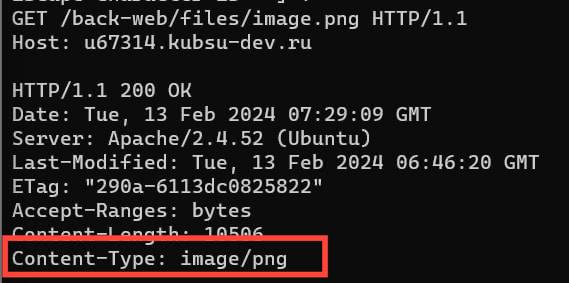 GET /back-web/files/image.png HTTP/1.1
Host: u67314.kubsu-dev.ru
HTTP/1.1 200 OK
Date: Tue, 13 Feb 2024 07:29:09 GMT
Server: Apache/2.4.52 (Ubuntu)
Last-Modified: Tue, 13 Feb 2024 06:46:20 GMT
ETag: "290a-6113dc0825822"
Accept-Ranges: bytes
Content-Length: 10506
Content-Type: image/png